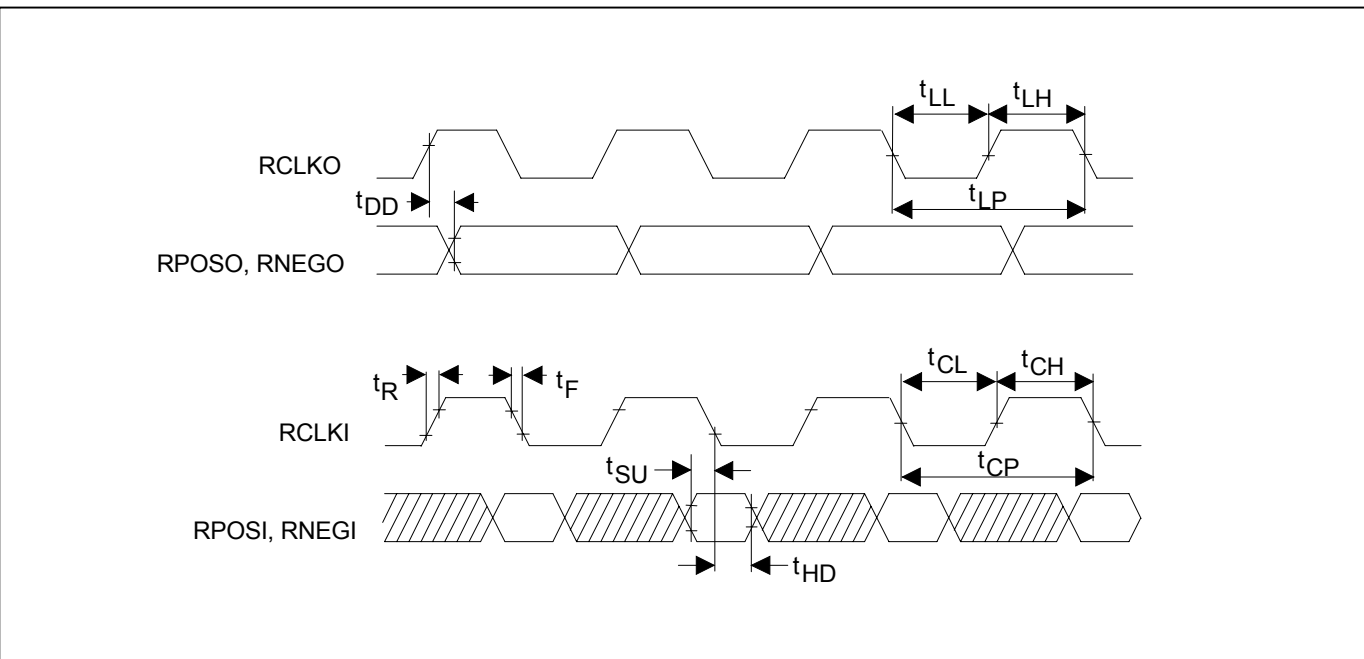 tLL
tLH
RCLKO
tDD
tLP
RPOSO, RNEGO
tCL
tCH
tR
tF
RCLKI
tSU
tCP
RPOSI, RNEGI
tHD